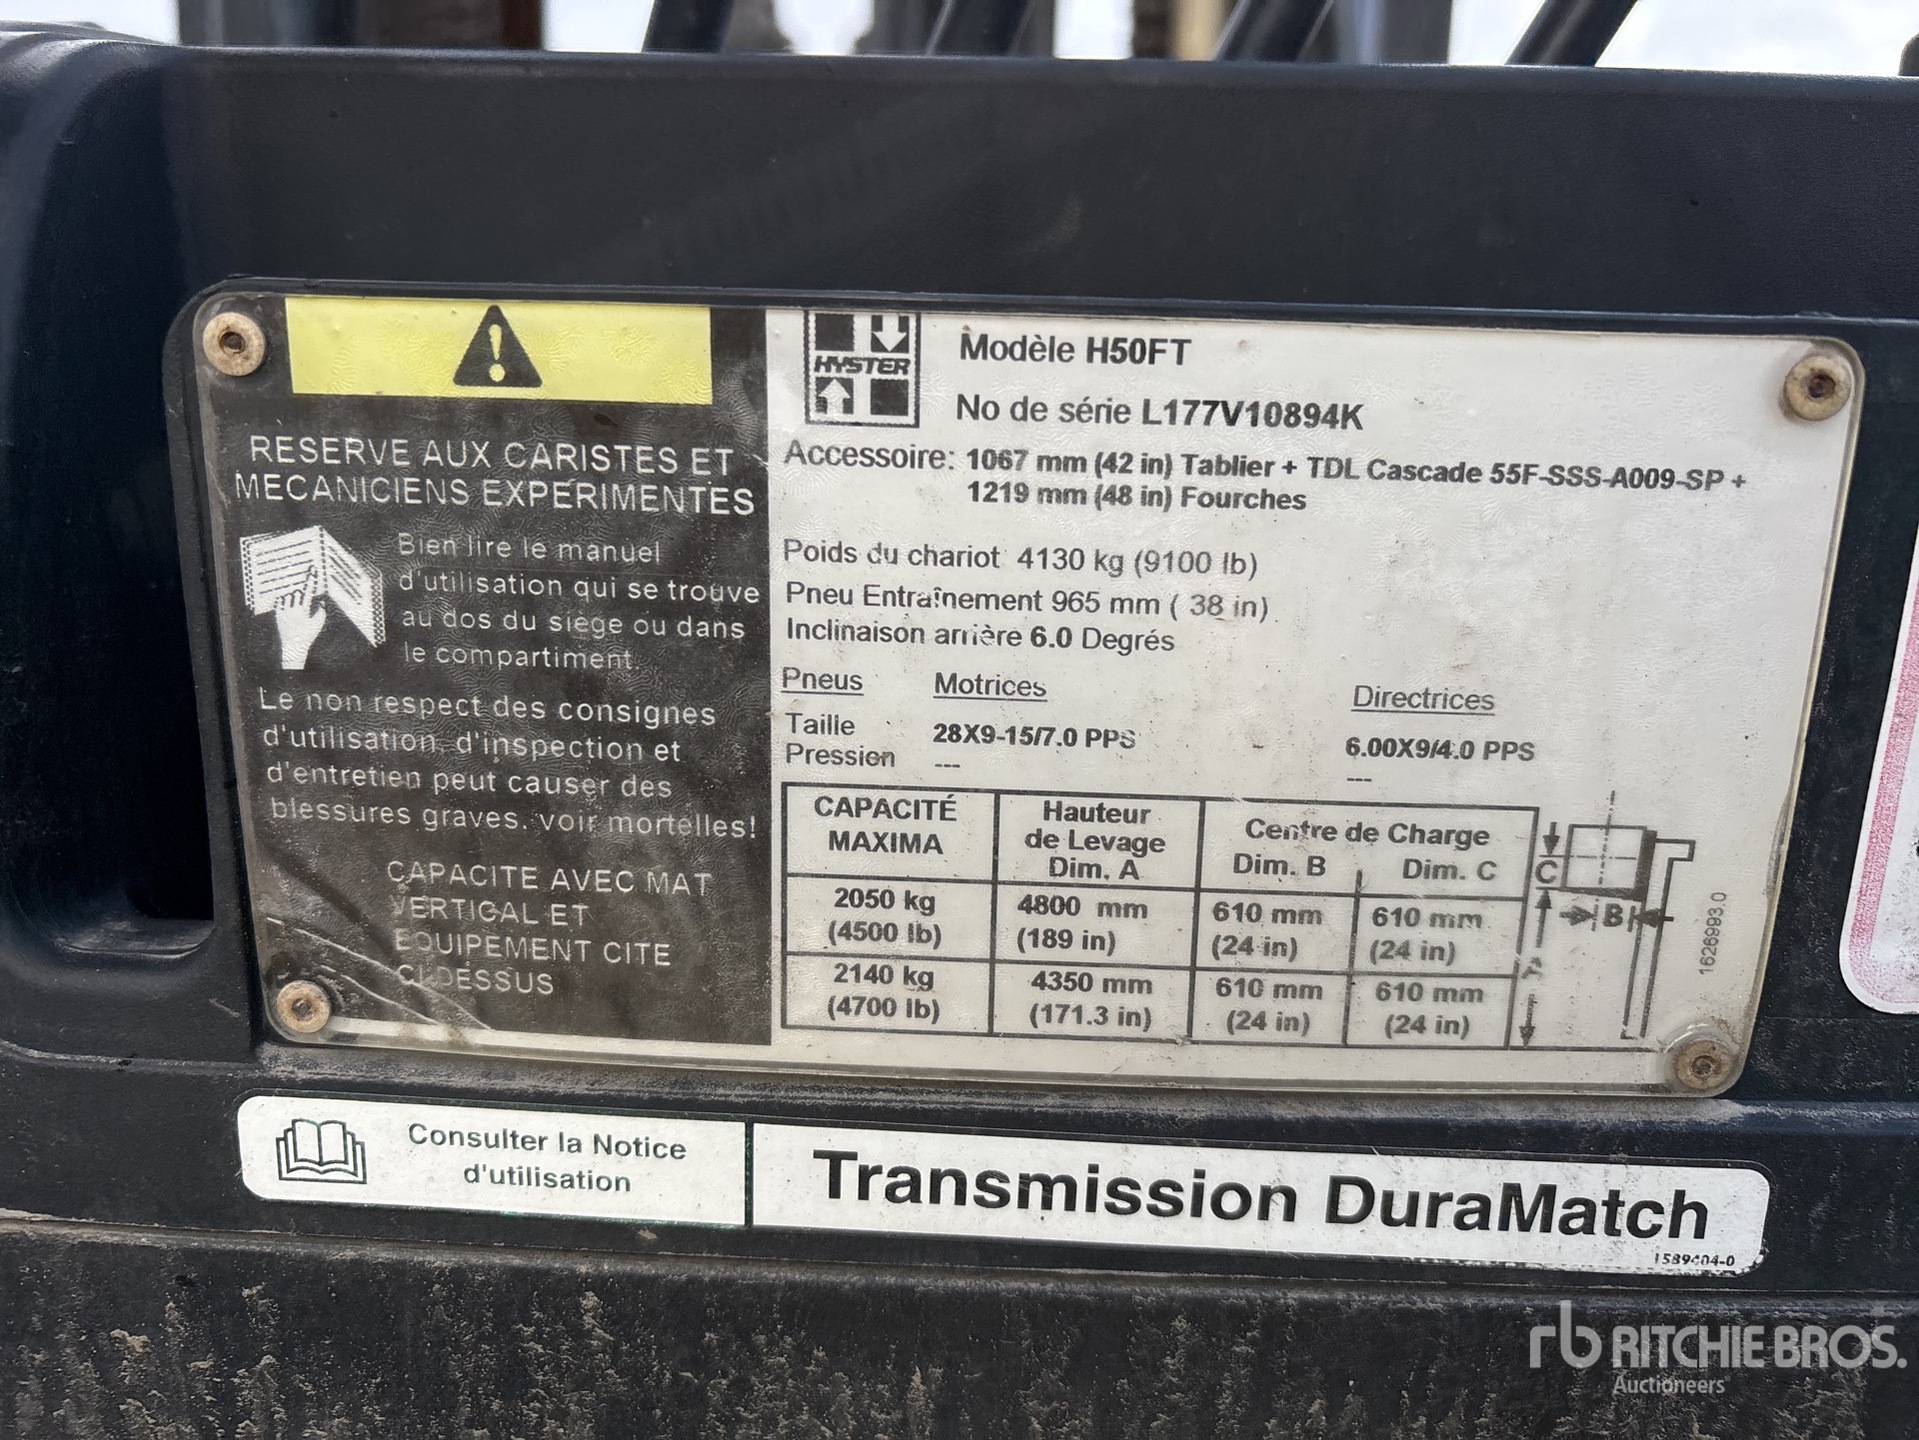 RESERVE AUX CARISTES ET
MECANICIENS EXPERIMENTES
Bien lire le manuel
d'utilisation qui se trouve
au dos du siège ou dans
le compartiment.
Le non respect des consignes
d'utilisation, d'inspection et
d'entretien peut causer des
blessures graves, voir mortelles!
CAPACITE AVEC MAT
VERTICAL ET
EQUIPEMENT CITE
CI-DESSUS
HYSTER
Modèle H50FT
No de série L177V10894K
Accessoire: 1067 mm (42 in) Tablier + TDL Cascade 55F-SSS-A009-SP +
1219 mm (48 in) Fourches
Poids du chariot 4130 kg (9100 lb)
Pneu Entraînement 965 mm ( 38 in)
Inclinaison arrière 6.0 Degrés
Pneus Motrices Directrices
Taille 28X9-15/7.0 PPS 6.00X9/4.0 PPS
Pression --- ---
CAPACITÉ MAXIMA Hauteur de Levage Dim. A Centre de Charge Dim. B Dim. C
2050 kg 4800 mm 610 mm 610 mm
(4500 lb) (189 in) (24 in) (24 in)
2140 kg 4350 mm 610 mm 610 mm
(4700 lb) (171.3 in) (24 in) (24 in)
C
B
A
1626993.0
Consulter la Notice
d'utilisation
Transmission DuraMatch
1589404-0
rb RITCHIE BROS.
Auctioneers